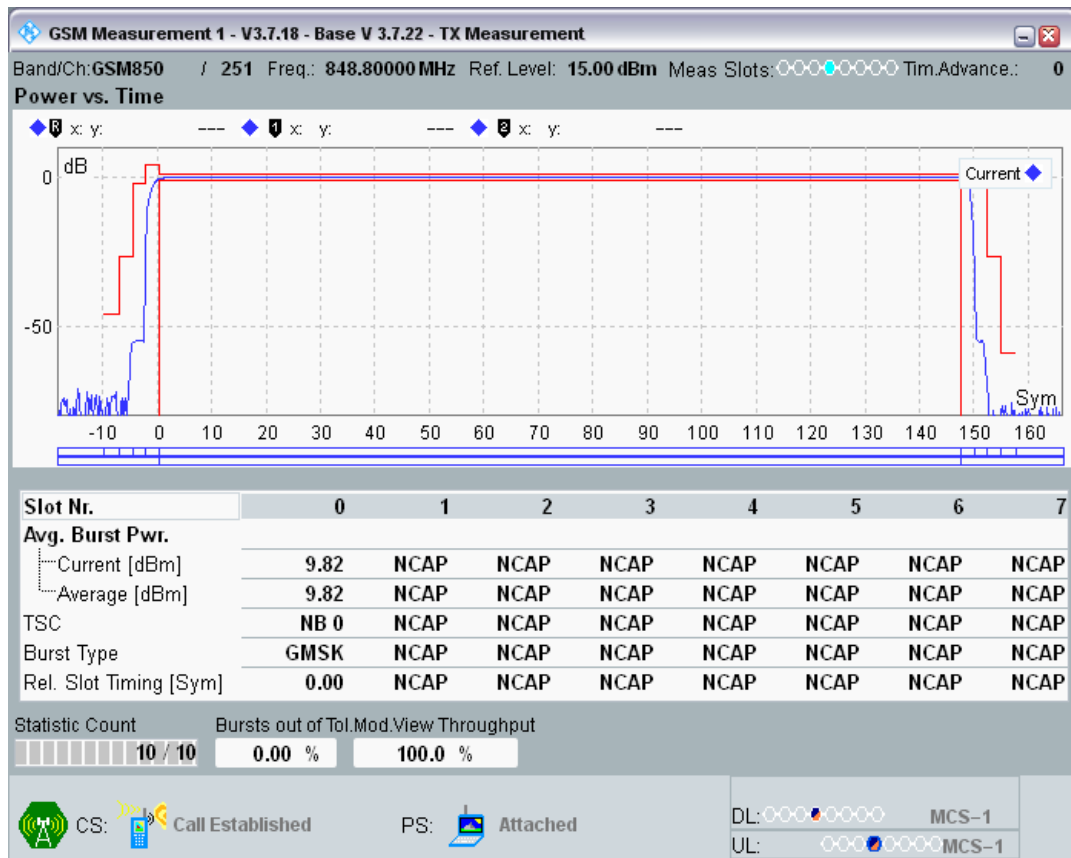 GSM Measurement 1 - V3.7.18 - Base V 3.7.22 - TX Measurement
Band/Ch:GSM850 / 251 Freq.: 848.80000 MHz Ref. Level: 15.00 dBm Meas Slots: Tim.Advance.: 0
Power vs. Time
R x: y: --- 1 x: y: --- 2 x: y: ---
dB
Current
0
-50
Sym
-10 0 10 20 30 40 50 60 70 80 90 100 110 120 130 140 150 160
Slot Nr. 0 1 2 3 4 5 6 7
Avg. Burst Pwr.
Current [dBm] 9.82 NCAP NCAP NCAP NCAP NCAP NCAP NCAP
Average [dBm] 9.82 NCAP NCAP NCAP NCAP NCAP NCAP NCAP
TSC NB 0 NCAP NCAP NCAP NCAP NCAP NCAP NCAP
Burst Type GMSK NCAP NCAP NCAP NCAP NCAP NCAP NCAP
Rel. Slot Timing [Sym] 0.00 NCAP NCAP NCAP NCAP NCAP NCAP NCAP
Statistic Count Bursts out of Tol.Mod.View Throughput
10 / 10 0.00 % 100.0 %
CS: Call Established PS: Attached
DL: MCS-1
UL: MCS-1